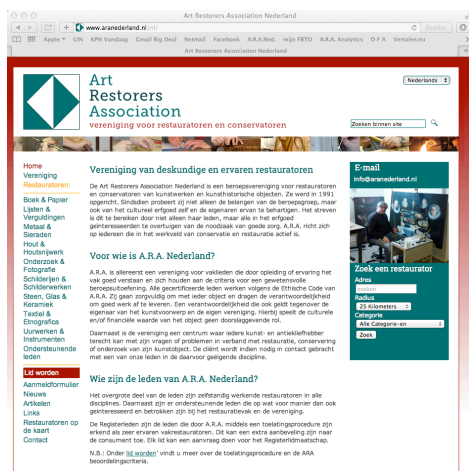 Art Restorers Association Nederland
www.aranederland.nl/nl/
Reader
Apple GIN KPN Vandaag Gmail Big Deal Netmail Facebook A.R.A.Ned. mijn FBTO A.R.A. Analytics D F A Vertalen.nu
Art Restorers Association Nederland
Art
Restorers
Association
vereniging voor restauratoren en conservatoren
Nederlands
Zoeken binnen site
Home
Vereniging
Restauratoren:
Boek & Papier
Lijsten &
Verguldingen
Metaal &
Sieraden
Hout &
Houtsnijwerk
Onderzoek &
Fotografie
Schilderijen &
Schilderwerken
Steen, Glas &
Keramiek
Textiel &
Etnografica
Uurwerken &
Instrumenten
Ondersteunende
leden
Lid worden
Aanmeldformulier
Nieuws
Artikelen
Links
Restauratoren op
de kaart
Contact
Vereniging van deskundige en ervaren restauratoren
De Art Restorers Association Nederland is een beroepsvereniging voor restauratoren
en conservatoren van kunstwerken en kunsthistorische objecten. Ze werd in 1991
opgericht. Sindsdien probeert zij niet alleen de belangen van de beroepsgroep, maar
ook van het cultureel erfgoed zelf en de eigenaren ervan te behartigen. Het streven
is dit te bereiken door niet alleen haar leden, maar alle in het erfgoed
geïnteresseerden te overtuigen van de noodzaak van goede zorg. A.R.A. richt zich
op iedereen die in het werkveld van conservatie en restauratie actief is.
Voor wie is A.R.A. Nederland?
A.R.A. is allereerst een vereniging voor vakлieden die door opleiding of ervaring het
vak goed verstaan en zich houden aan de criteria voor een gewetensvolle
beroepsuitoefening. Alle gecertificeerde leden werken volgens de Ethische Code van
A.R.A. Zij gaan zorgvuldig om met ieder object en dragen de verantwoordelijkheid
om goed werk af te leveren. Een verantwoordelijkheid die ook geldt tegenover de
eigenaar van het kunstvoorwerp en de eigen vereniging. Hierbij speelt de culturele
en/of financiële waarde van het object geen doorslaggevende rol.
Daarnaast is de vereniging een centrum waar iedere kunst- en antiekliefhebber
terecht kan met zijn vragen of problemen in verband met restauratie, conservering
of onderzoek van zijn kunstobject. De cliënt wordt indien nodig in contact gebracht
met een van onze leden in de daarvoor geëigende discipline.
Wie zijn de leden van A.R.A. Nederland?
Het overgrote deel van de leden zijn zelfstandig werkende restauratoren in alle
disciplines. Daarnaast zijn er ondersteunende leden die op wat voor manier dan ook
geinteresseerd en betrokken zijn bij het restauratievak en de vereniging.
De Registerleden zijn de leden die door A.R.A. middels een toelatingsprocedure zijn
erkend als zeer ervaren vakrestauratoren. Dit kan een extra aanbeveling zijn naar
de consument toe. Elk lid kan een aanvraag doen voor het Registerlidmaatschap.
N.B.: Onder 'lid worden' vindt u meer over de toelatingsprocedure en de ARA
beoordelingscriteria.
E-mail
info@aranederland.nl
Zoek een restaurator
Adres
zoeken
Radius
25 Kilometers
Categorie
Alle Categorie-en
Zoek